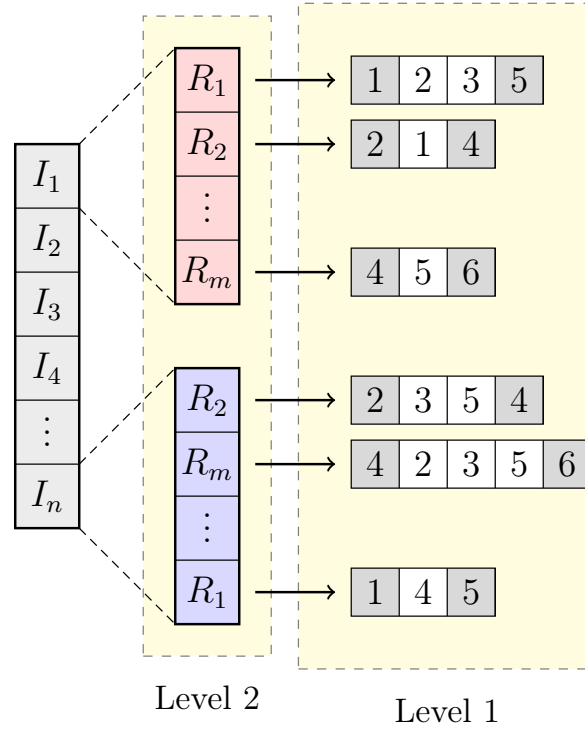 R₁ 1 2 3 5
R₂ 2 1 4
⋮
Rₘ 4 5 6
I₁
I₂
I₃
I₄
⋮
Iₙ
R₂ 2 3 5 4
Rₘ 4 2 3 5 6
⋮
R₁ 1 4 5
Level 2
Level 1